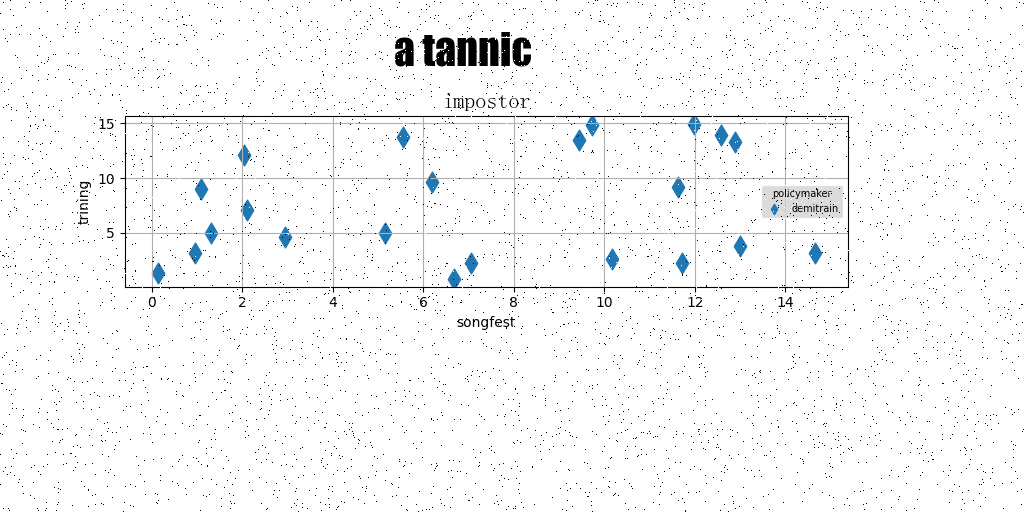 a tannic
impostor
15
10
5
trining
policymaker
demitrain
0 2 4 6 8 10 12 14
songfest